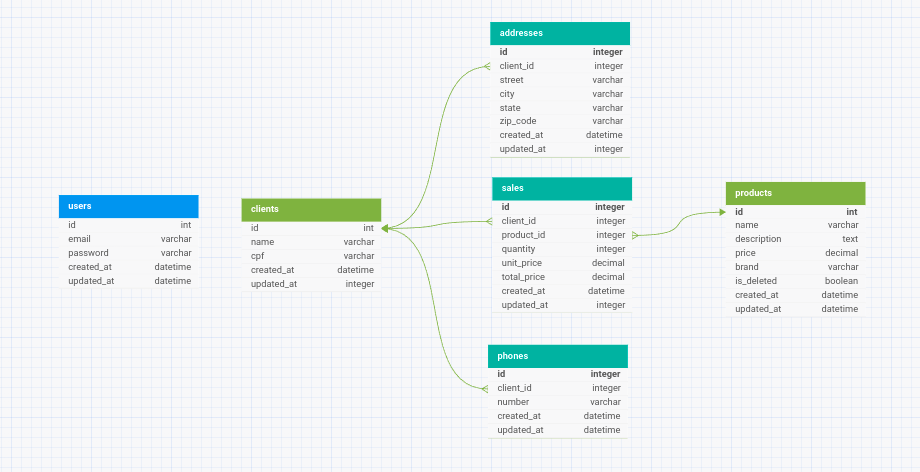 users
id int
email varchar
password varchar
created_at datetime
updated_at datetime
clients
id int
name varchar
cpf varchar
created_at datetime
updated_at integer
addresses
id integer
client_id integer
street varchar
city varchar
state varchar
zip_code varchar
created_at datetime
updated_at integer
sales
id integer
client_id integer
product_id integer
quantity integer
unit_price decimal
total_price decimal
created_at datetime
updated_at integer
phones
id integer
client_id integer
number varchar
created_at datetime
updated_at datetime
products
id int
name varchar
description text
price decimal
brand varchar
is_deleted boolean
created_at datetime
updated_at datetime